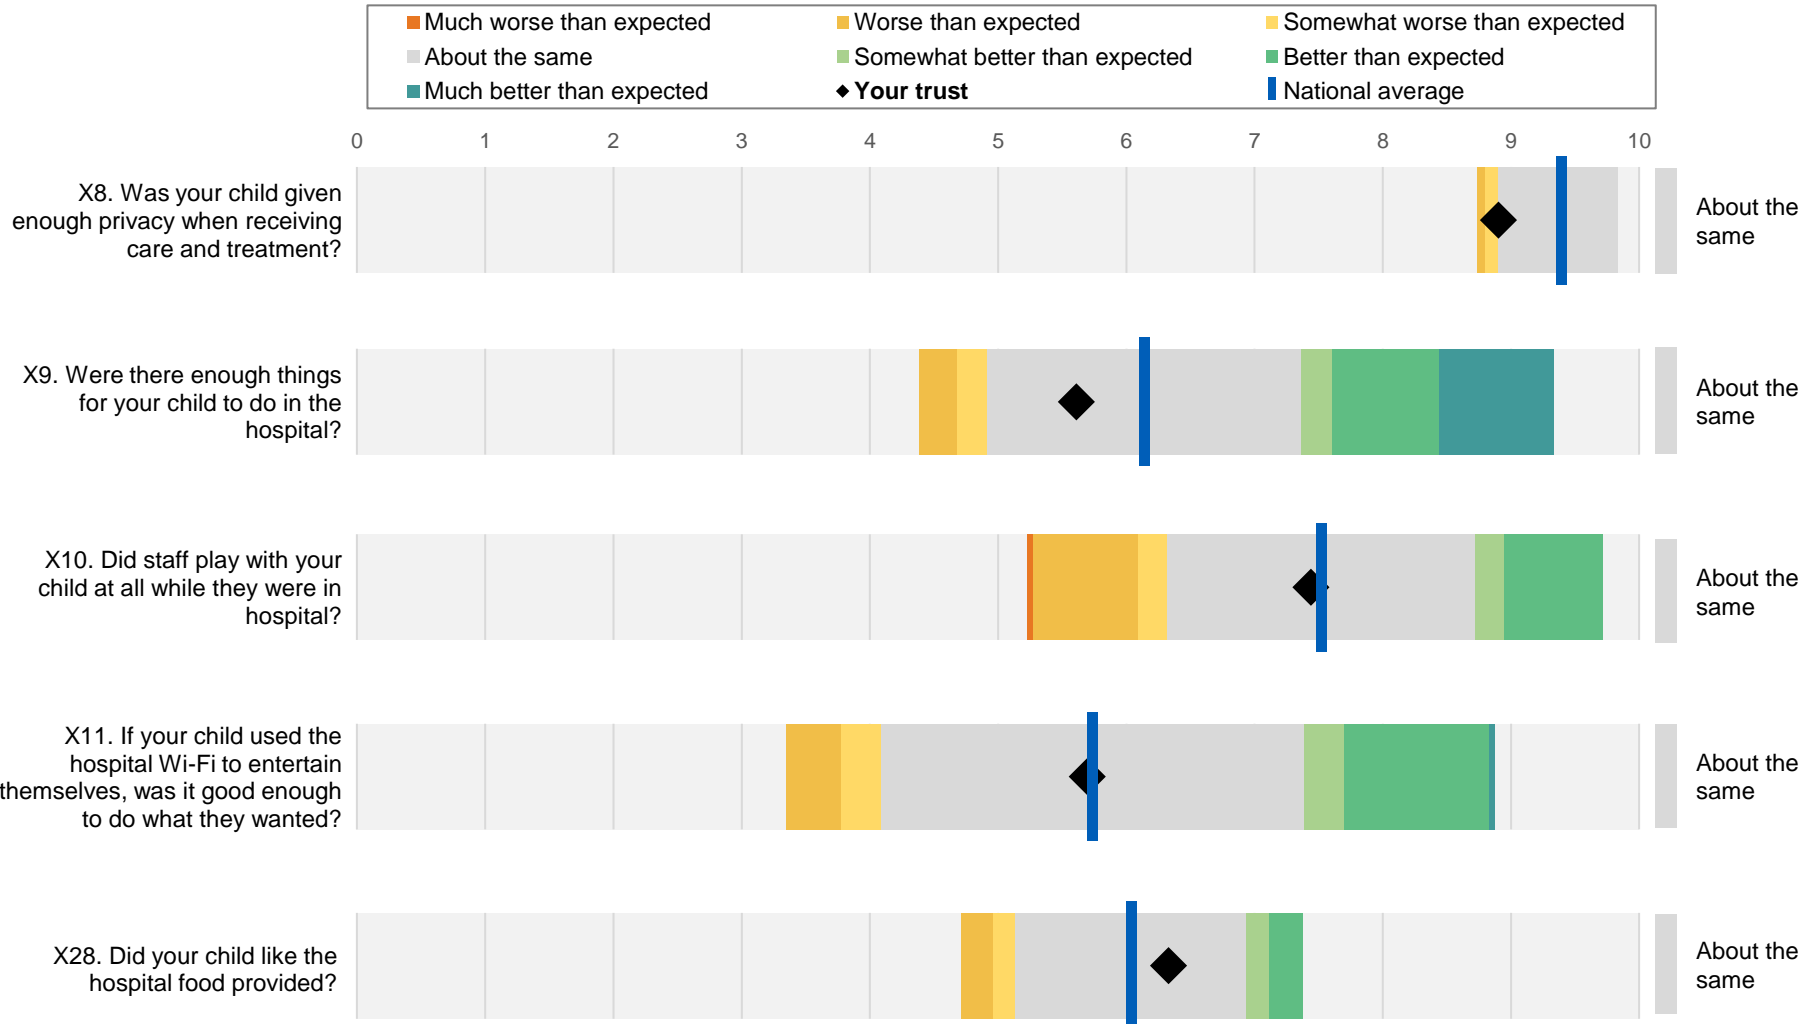 Much worse than expected
Worse than expected
Somewhat worse than expected
About the same
Somewhat better than expected
Better than expected
Much better than expected
Your trust
National average
0 1 2 3 4 5 6 7 8 9 10
X8. Was your child given
enough privacy when receiving
care and treatment?
About the
same
X9. Were there enough things
for your child to do in the
hospital?
About the
same
X10. Did staff play with your
child at all while they were in
hospital?
About the
same
X11. If your child used the
hospital Wi-Fi to entertain
themselves, was it good enough
to do what they wanted?
About the
same
X28. Did your child like the
hospital food provided?
About the
same